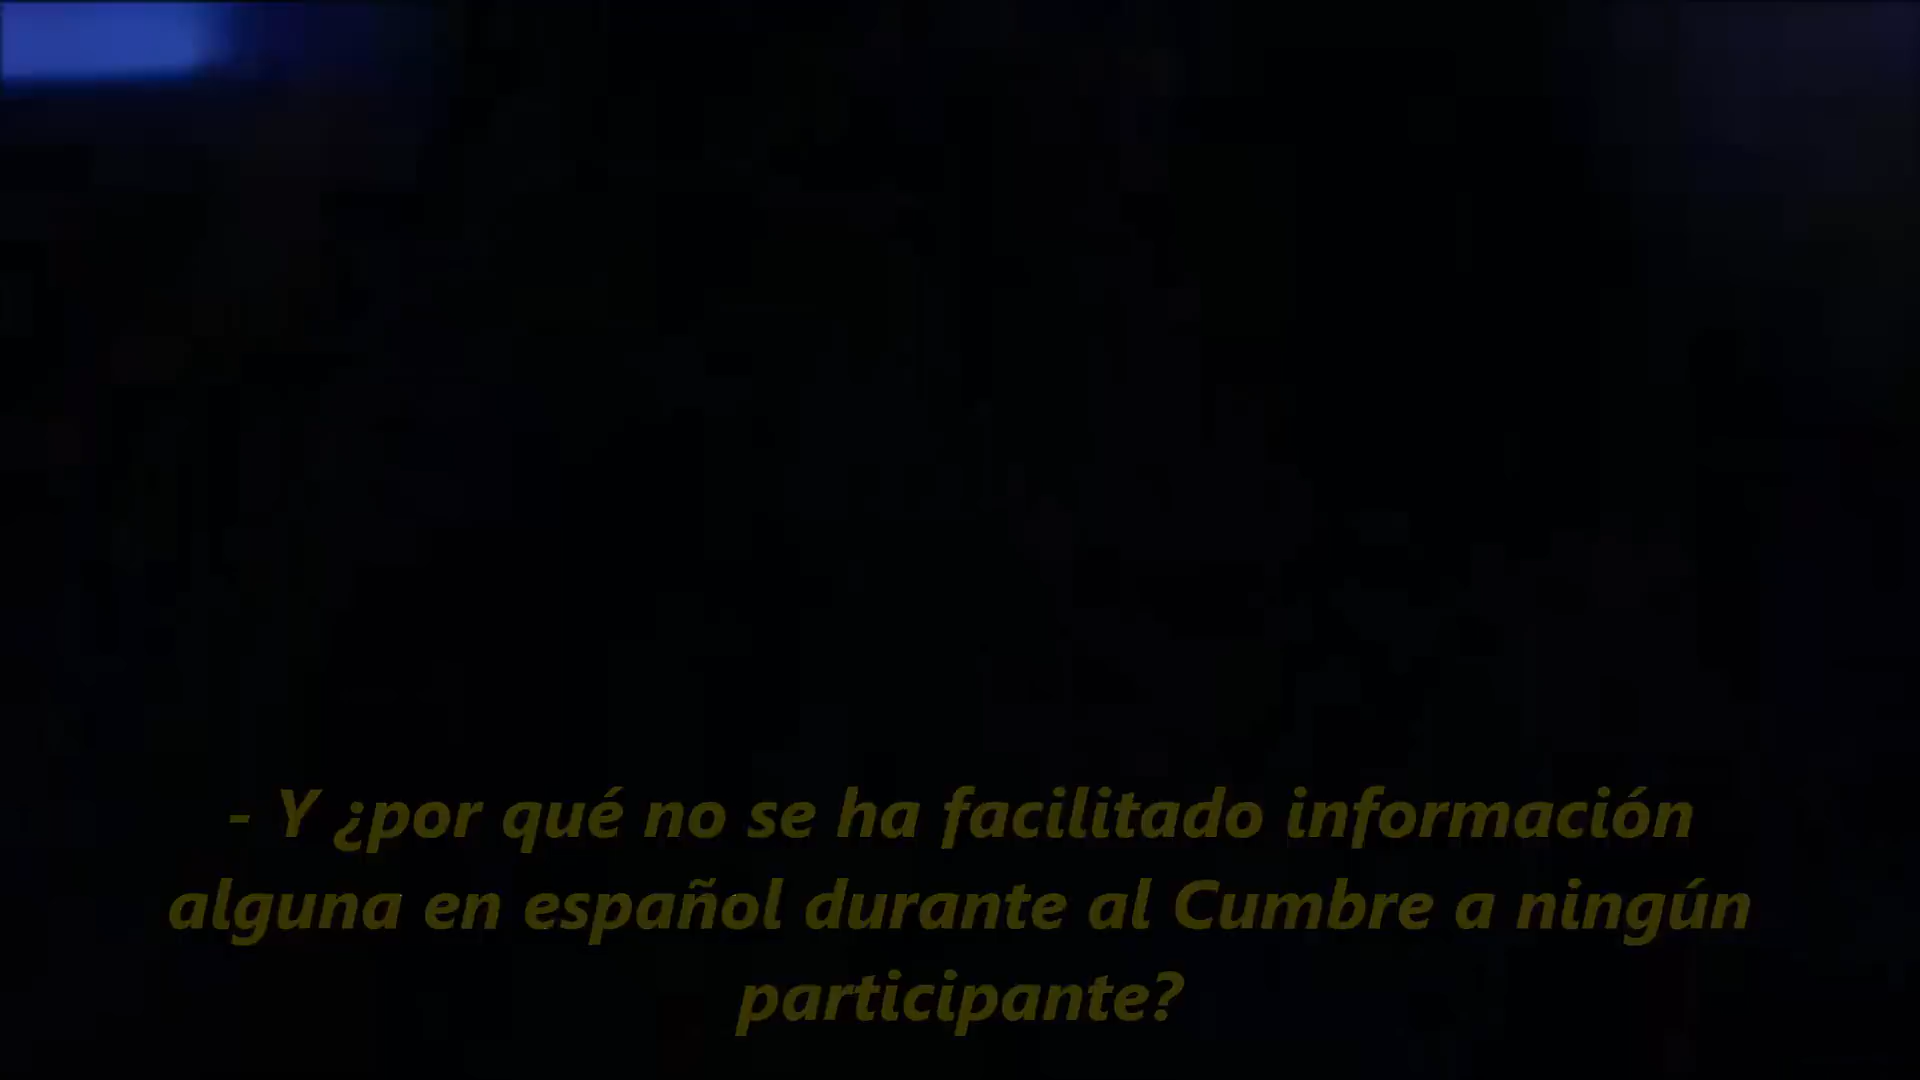 - Y ¿por qué no se ha facilitado información
alguna en español durante al Cumbre a ningún
participante?